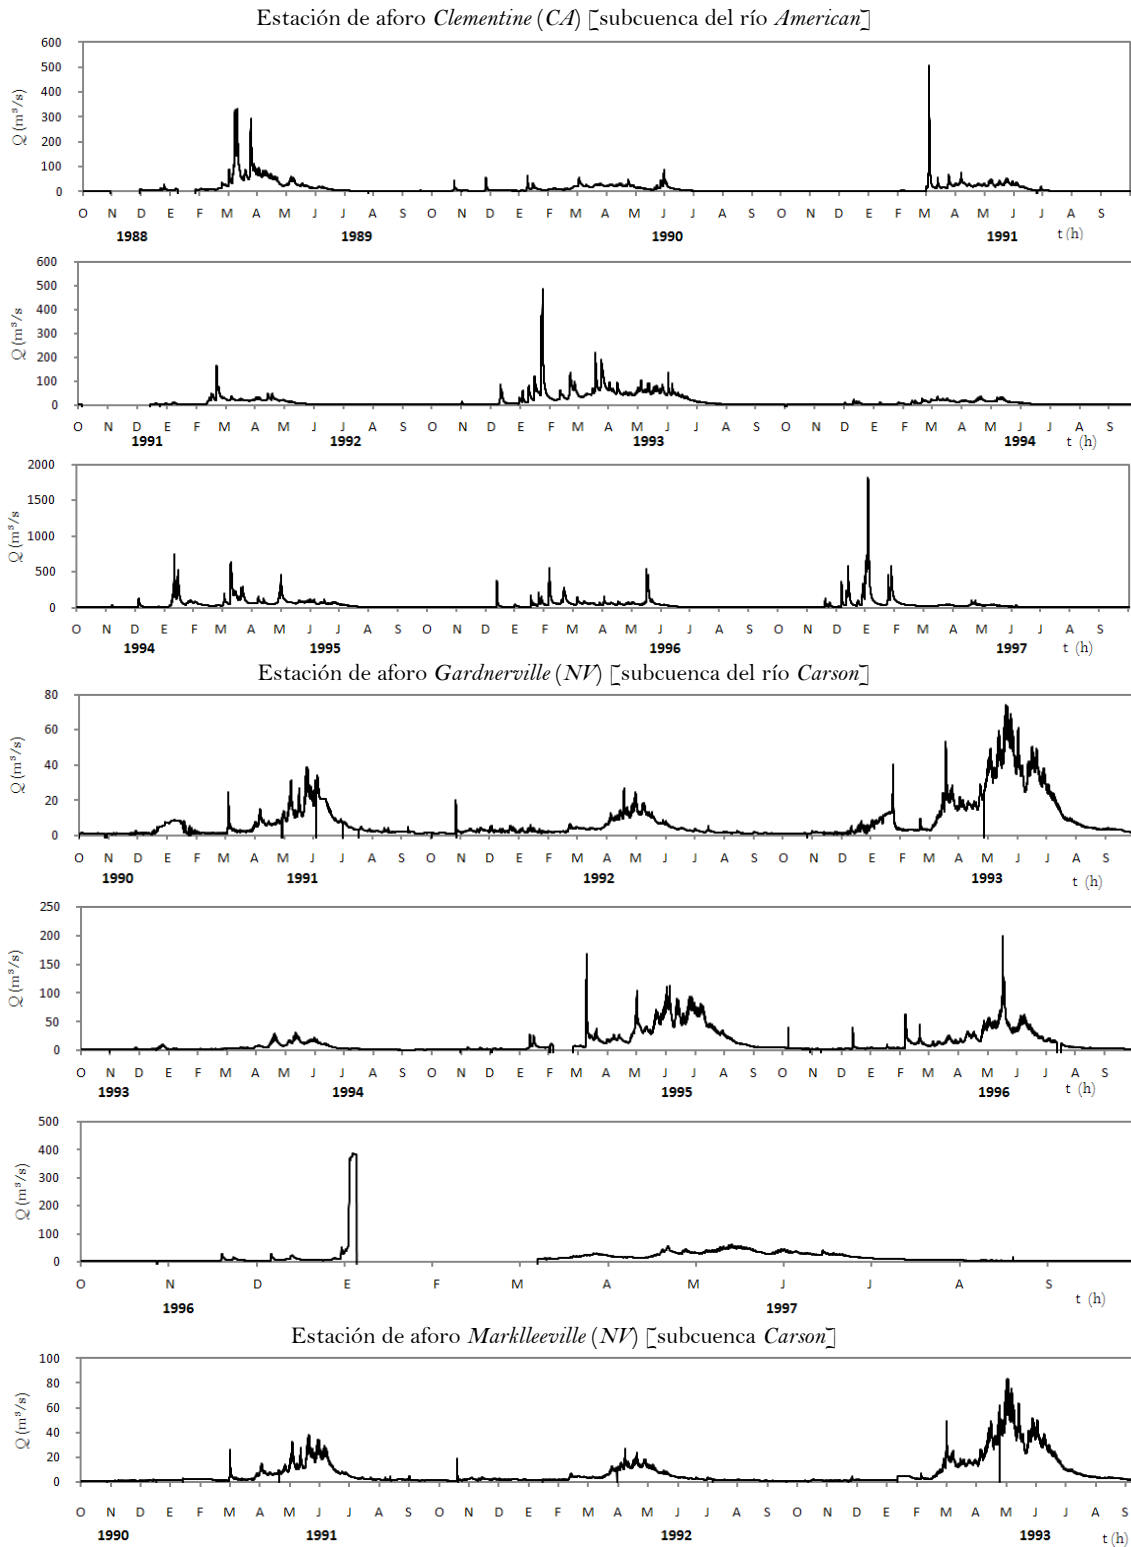 Estación de aforo Clementine (CA) [subcuenca del río American]
600
500
400
300
200
100
0
Q (m³/s)
O N D E F M A M J J A S O N D E F M A M J J A S O N D E F M A M J J A S
1988 1989 1990 1991 t (h)
600
500
400
300
200
100
0
Q (m³/s
O N D E F M A M J J A S O N D E F M A M J J A S O N D E F M A M J J A S
1991 1992 1993 1994 t (h)
2000
1500
1000
500
0
Q (m³/s
O N D E F M A M J J A S O N D E F M A M J J A S O N D E F M A M J J A S
1994 1995 1996 1997 t (h)
Estación de aforo Gardnerville (NV) [subcuenca del río Carson]
80
60
40
20
0
Q (m³/s)
O N D E F M A M J J A S O N D E F M A M J J A S O N D E F M A M J J A S
1990 1991 1992 1993 t (h)
250
200
150
100
50
0
Q (m³/s)
O N D E F M A M J J A S O N D E F M A M J J A S O N D E F M A M J J A S
1993 1994 1995 1996 t (h)
500
400
300
200
100
0
Q (m³/s)
O N D E F M A M J J A S
1996 1997 t (h)
Estación de aforo Marklleeville (NV) [subcuenca Carson]
100
80
60
40
20
0
Q (m³/s)
O N D E F M A M J J A S O N D E F M A M J J A S O N D E F M A M J J A S
1990 1991 1992 1993 t (h)